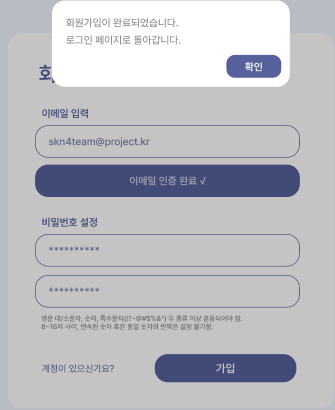 회원가입이 완료되었습니다.
로그인 페이지로 돌아갑니다.
확인
이메일 입력
skn4team@project.kr
이메일 인증 완료 √
비밀번호 설정
**********
**********
영문 대/소문자, 숫자, 특수문자(!?~@#$%&^) 두 종류 이상 혼용되어야 함.
8~16자 사이, 연속된 숫자 혹은 동일 숫자의 반복은 설정 불가함.
계정이 있으신가요?
가입